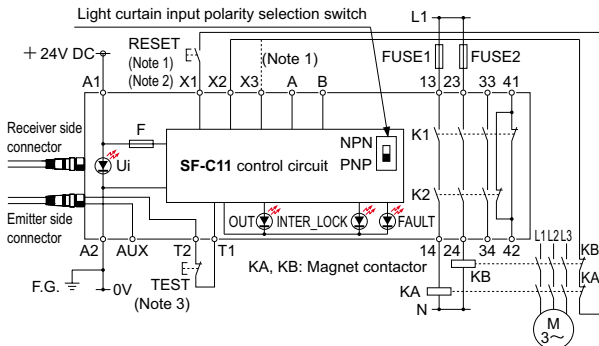 Light curtain input polarity selection switch
L1
+ 24V DC
RESET
(Note 1)
(Note 2)
(Note 1)
FUSE1
FUSE2
A1
X1
X2
X3
A
B
13
23
33
41
Receiver side
connector
F
Ui
SF-C11 control circuit
NPN
PNP
K1
K2
Emitter side
connector
OUT
INTER_LOCK
FAULT
A2
AUX
T2
T1
14
24
34
42
L1 L2 L3
F.G.
0V
TEST
(Note 3)
KA, KB: Magnet contactor
KB
KB
KA
KA
N
M
3~